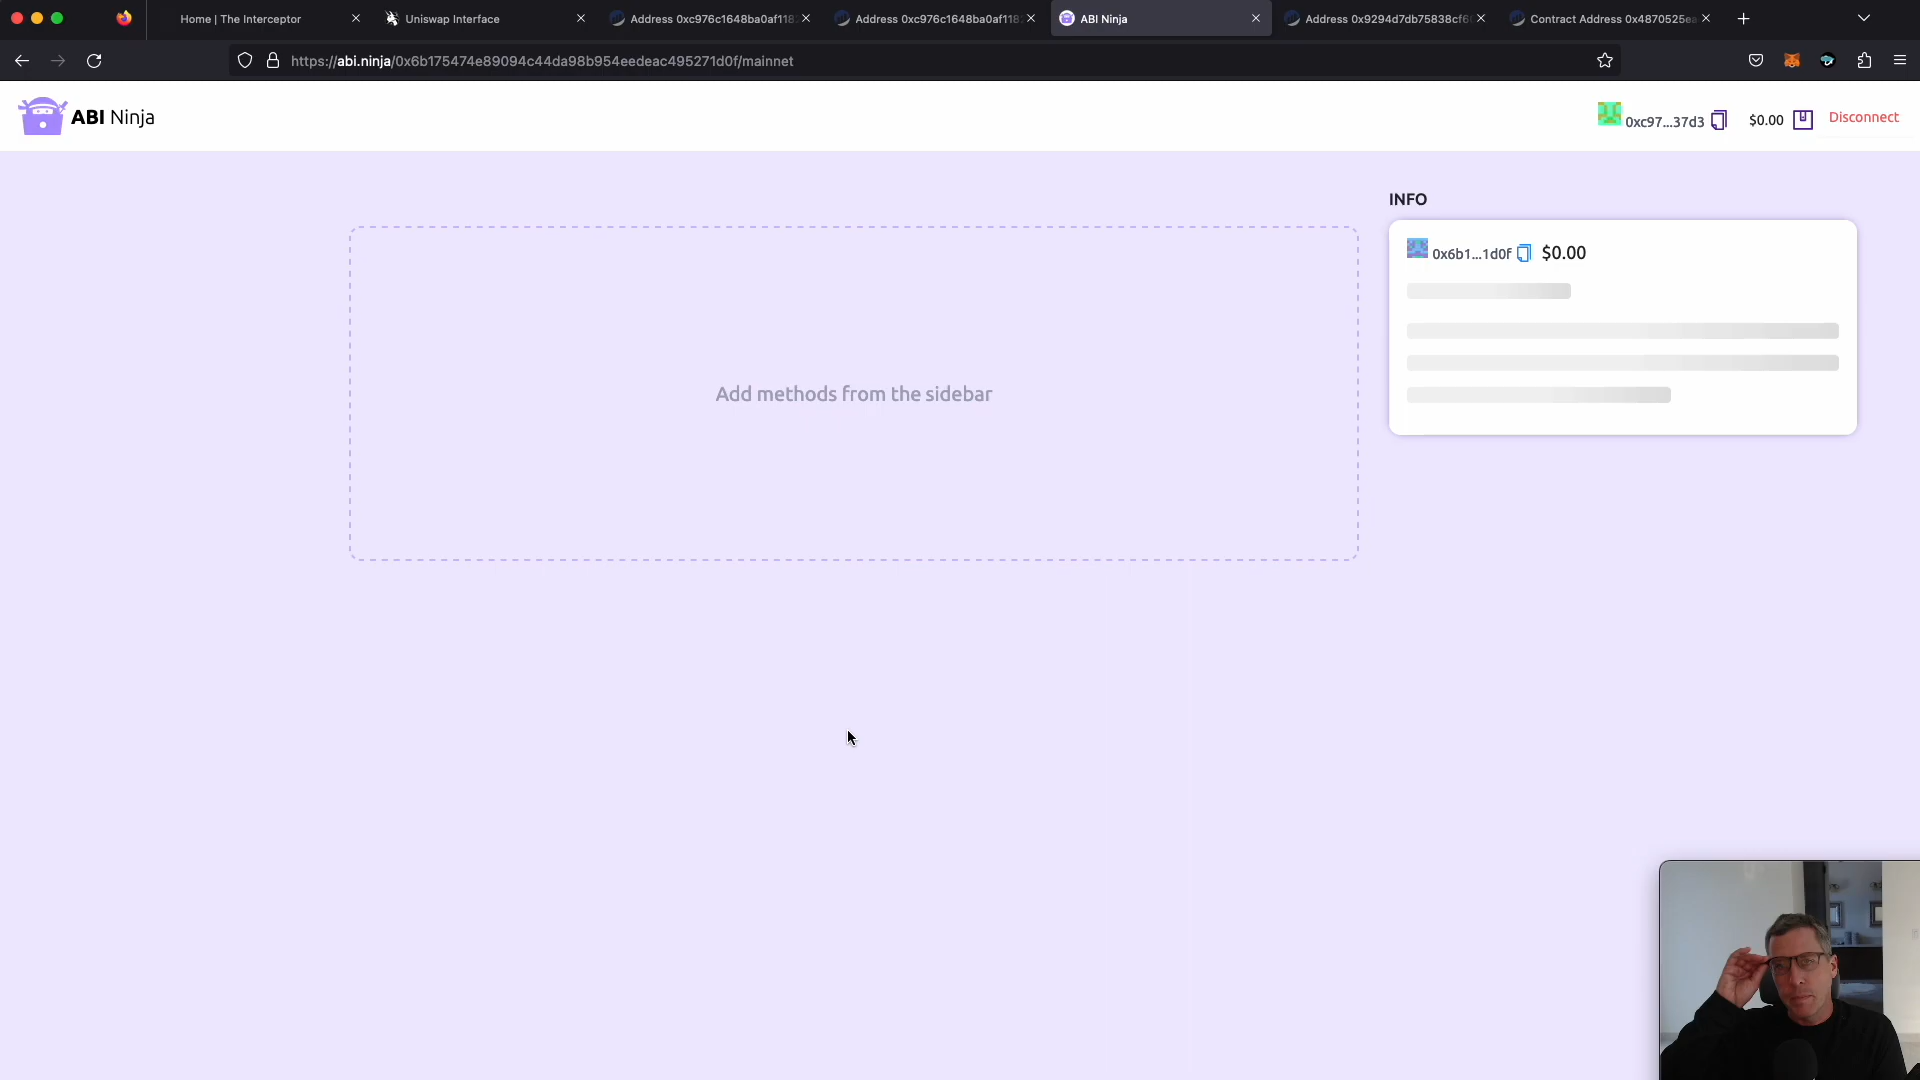 Home | The Interceptor
Uniswap Interface
Address 0xc976c1648ba0af118
Address 0xc976c1648ba0af118
ABI Ninja
Address 0x9294d7db75838cf6
Contract Address 0x4870525ea
https://abi.ninja/0x6b175474e89094c44da98b954eedeac495271d0f/mainnet
ABI Ninja
0xc97...37d3
$0.00
Disconnect
INFO
0x6b1...1d0f
$0.00
Add methods from the sidebar